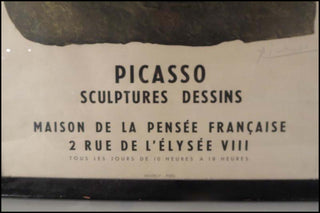 PICASSO
SCULPTURES DESSINS
MAISON DE LA PENSÉE FRANÇAISE
2 RUE DE L'ÉLYSÉE VIII
TOUS LES JOURS DE 10 HEURES A 18 HEURES